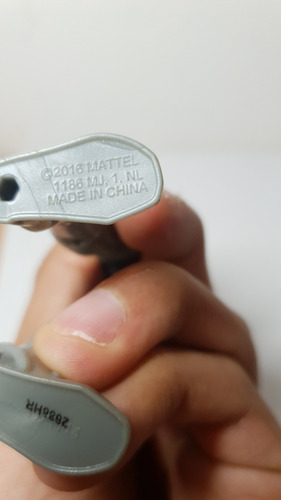 ©2016 MATTEL
1186 MJ, 1, NL
MADE IN CHINA
2688HR